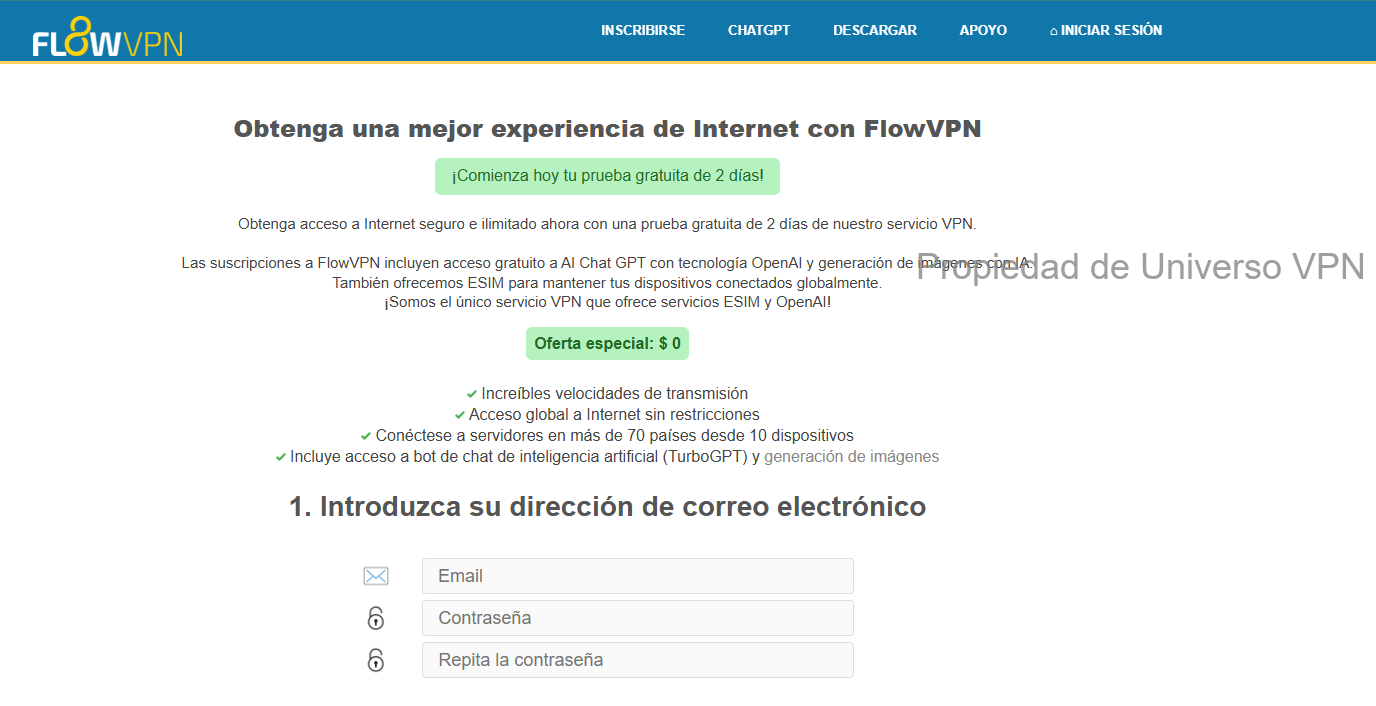 FLOWVPN
INSCRIBIRSE
CHATGPT
DESCARGAR
APOYO
INICIAR SESIÓN
Obtenga una mejor experiencia de Internet con FlowVPN
¡Comienza hoy tu prueba gratuita de 2 días!
Obtenga acceso a Internet seguro e ilimitado ahora con una prueba gratuita de 2 días de nuestro servicio VPN.
Las suscripciones a FlowVPN incluyen acceso gratuito a AI Chat GPT con tecnología OpenAI y generación de imágenes con IA.
Propiedad de Universo VPN
También ofrecemos ESIM para mantener tus dispositivos conectados globalmente.
¡Somos el único servicio VPN que ofrece servicios ESIM y OpenAI!
Oferta especial: $ 0
Increíbles velocidades de transmisión
Acceso global a Internet sin restricciones
Conéctese a servidores en más de 70 países desde 10 dispositivos
Incluye acceso a bot de chat de inteligencia artificial (TurboGPT) y generación de imágenes
1. Introduzca su dirección de correo electrónico
Email
Contraseña
Repita la contraseña